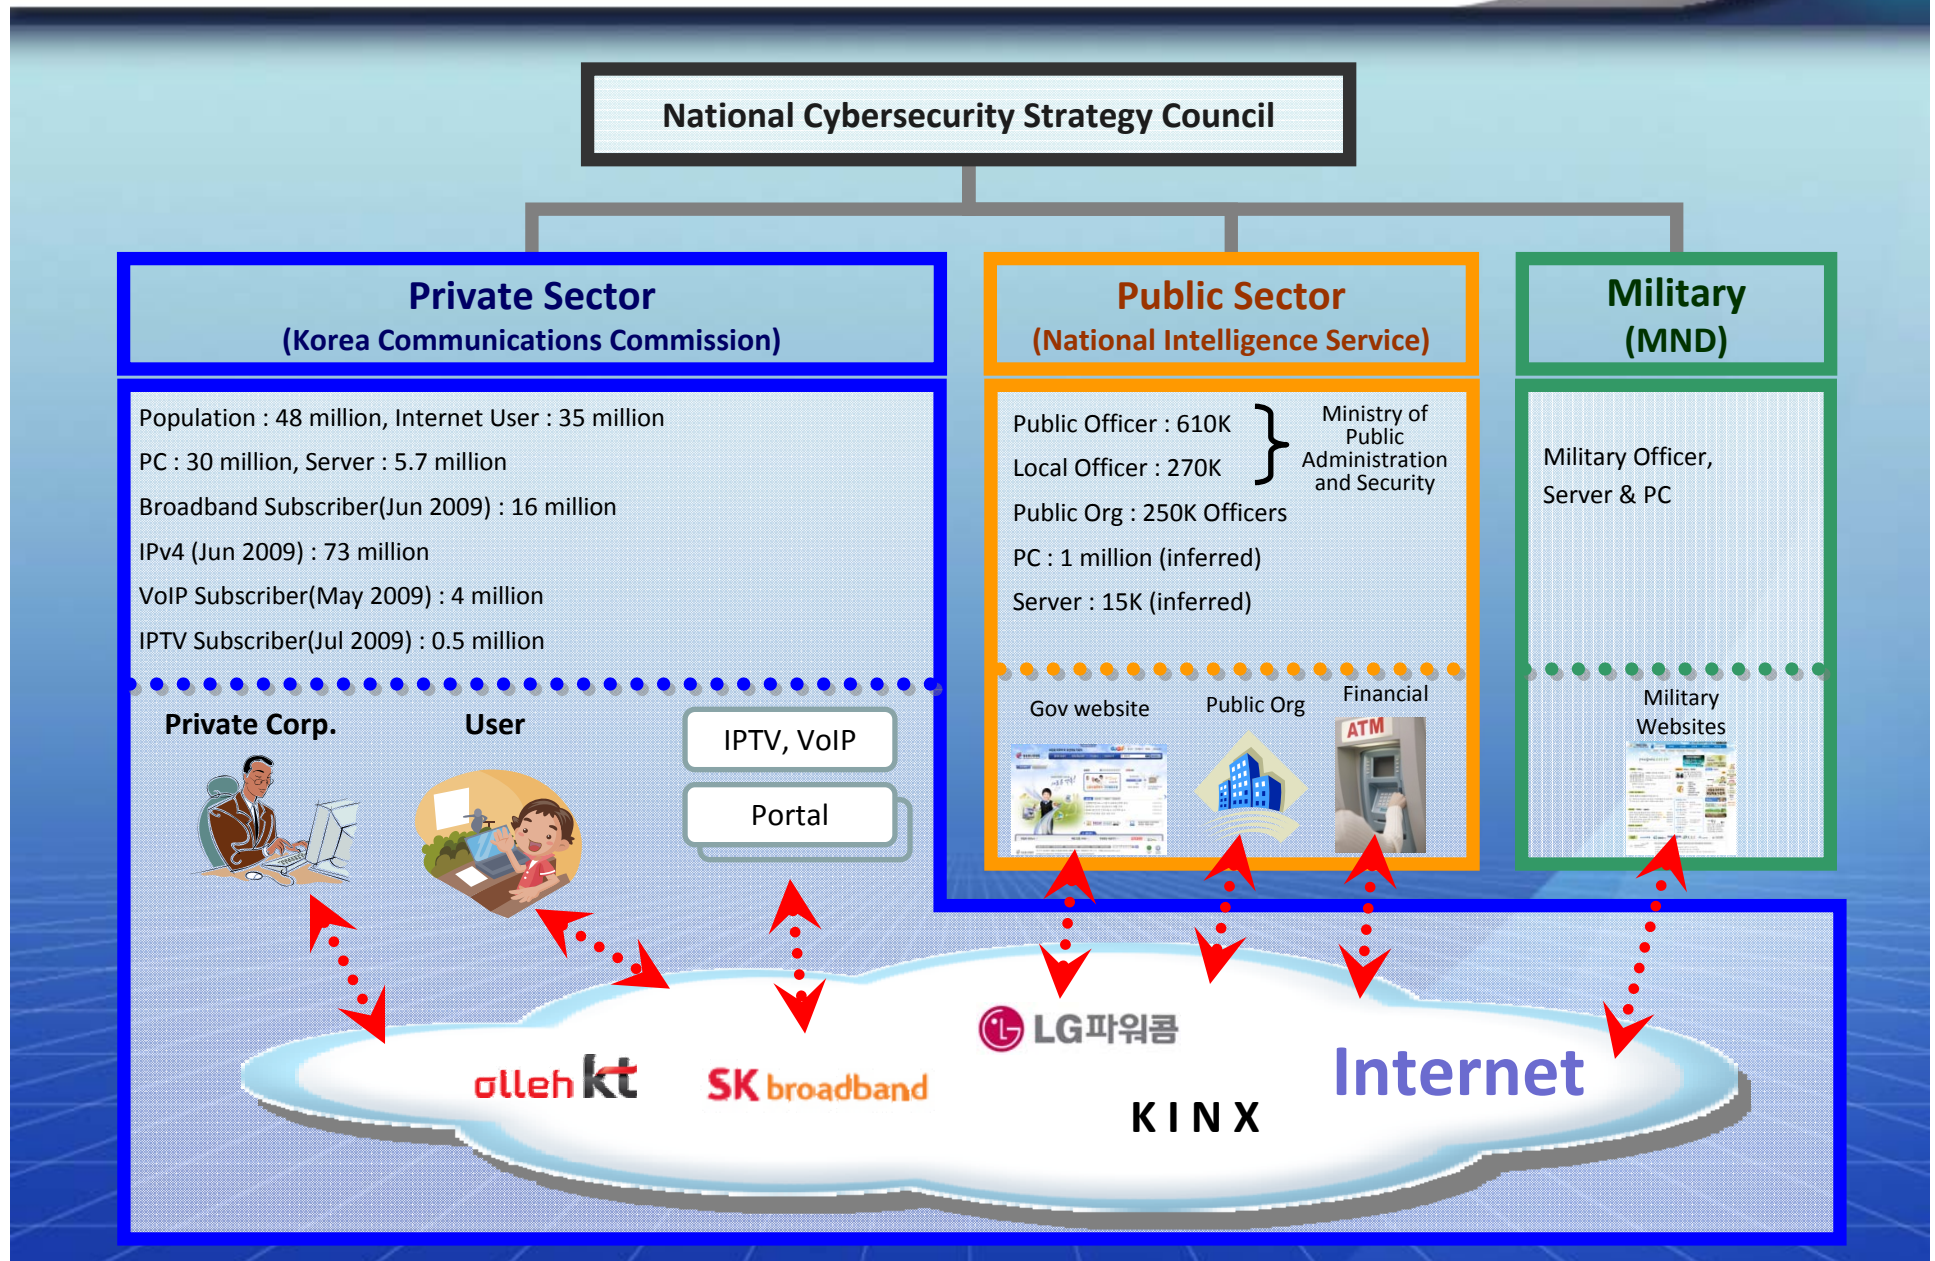 National Cybersecurity Strategy Council
Private Sector
(Korea Communications Commission)
Public Sector
(National Intelligence Service)
Military
(MND)
Population : 48 million, Internet User : 35 million
PC : 30 million, Server : 5.7 million
Broadband Subscriber(Jun 2009) : 16 million
IPv4 (Jun 2009) : 73 million
VoIP Subscriber(May 2009) : 4 million
IPTV Subscriber(Jul 2009) : 0.5 million
Public Officer : 610K
Local Officer : 270K
Ministry of
Public
Administration
and Security
Public Org : 250K Officers
PC : 1 million (inferred)
Server : 15K (inferred)
Military Officer,
Server & PC
Private Corp.
User
IPTV, VoIP
Portal
Gov website
Public Org
Financial
ATM
Military
Websites
olleh kt
SK broadband
LG파워콤
KINX
Internet